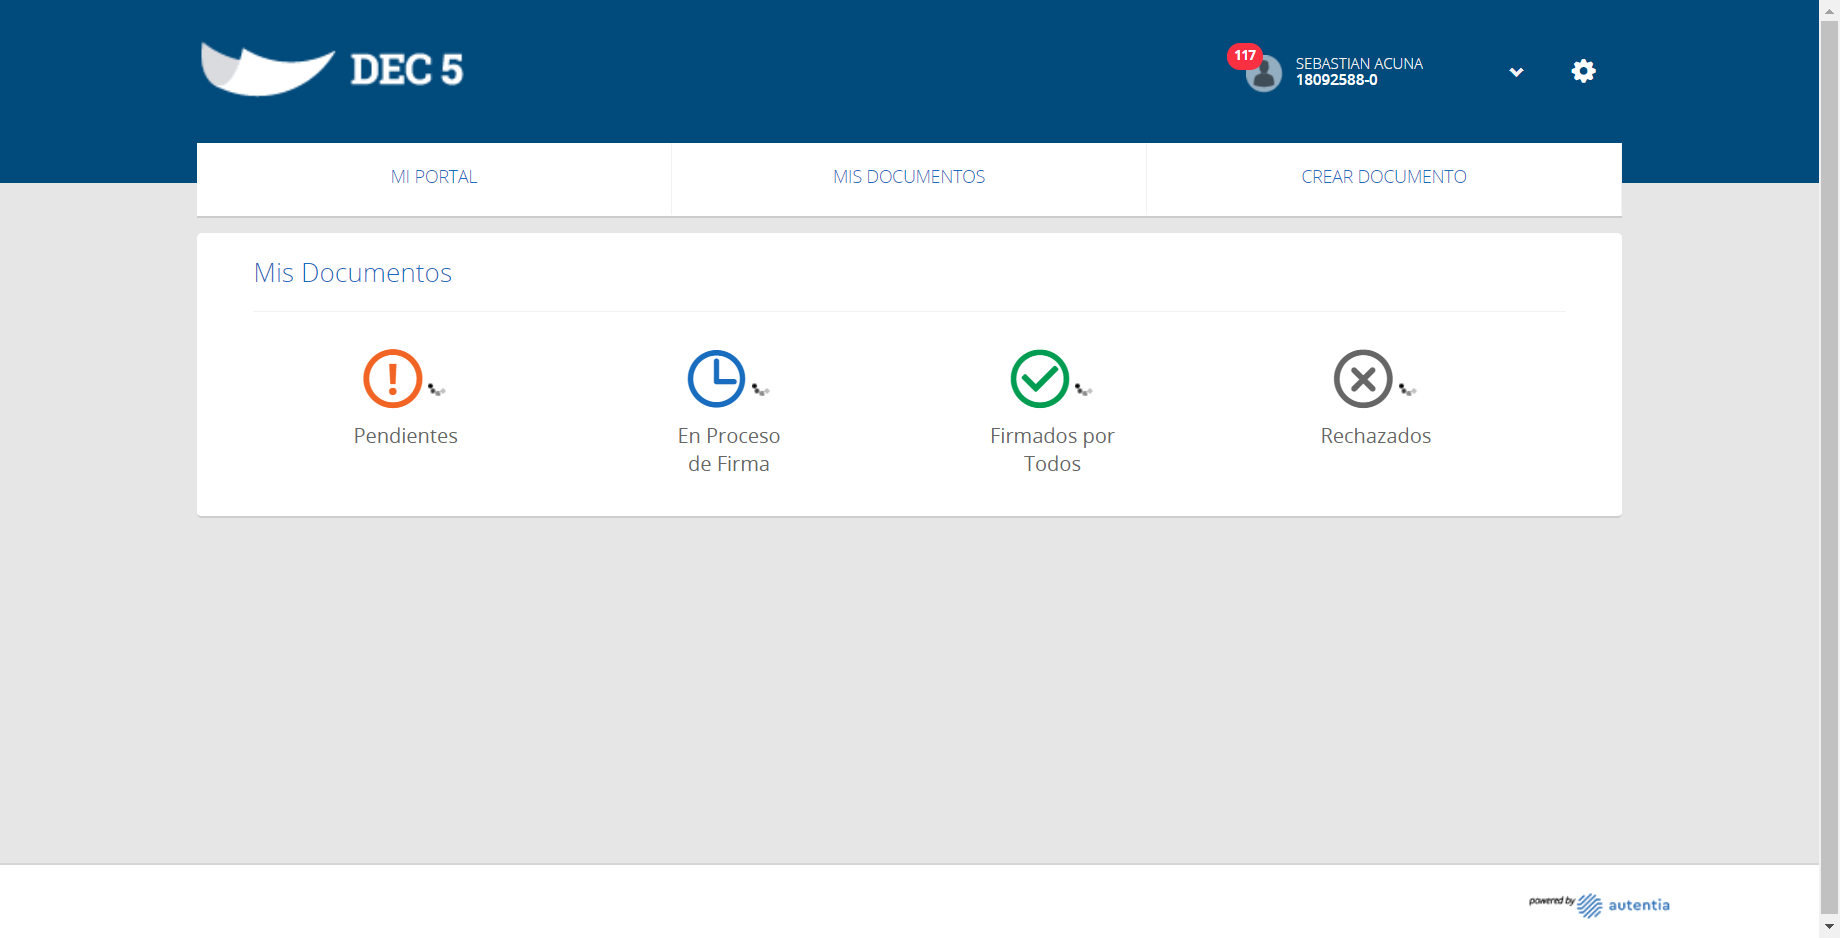 DEC 5
117
SEBASTIAN ACUNA
18092588-0
MI PORTAL
MIS DOCUMENTOS
CREAR DOCUMENTO
Mis Documentos
Pendientes
En Proceso
de Firma
Firmados por
Todos
Rechazados
powered by autentia